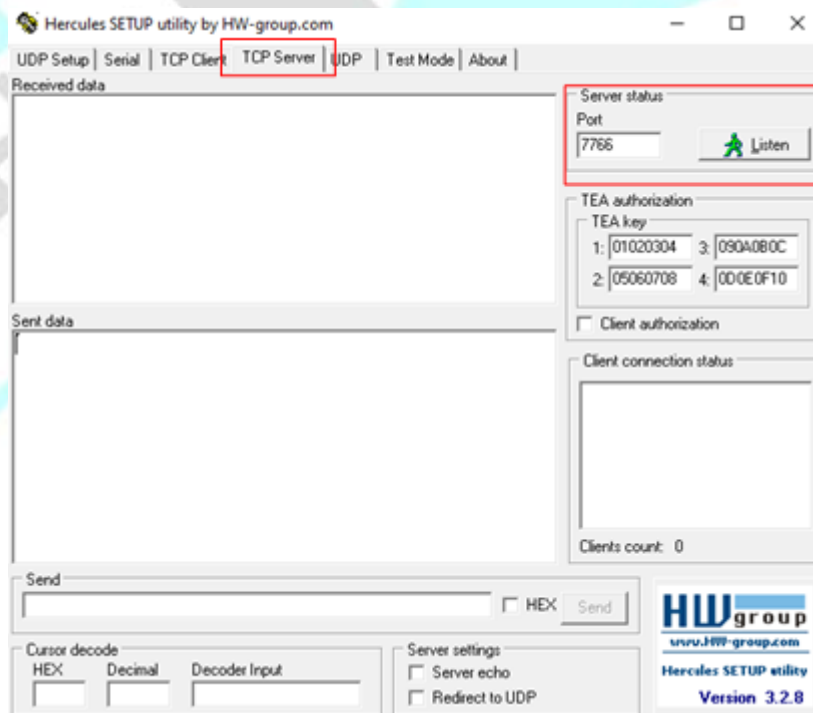 Hercules SETUP utility by HW-group.com
UDP Setup Serial TCP Client TCP Server UDP Test Mode About
Received data
Server status
Port
7766 Listen
TEA authorization
TEA key
1: 01020304 3: 090A0B0C
2: 05060708 4: 0D0E0F10
Client authorization
Sent data
Client connection status
Clients count: 0
Send
HEX Send
HW group
www.HW-group.com
Hercules SETUP utility
Version 3.2.8
Cursor decode
HEX Decimal Decoder Input
Server settings
Server echo
Redirect to UDP